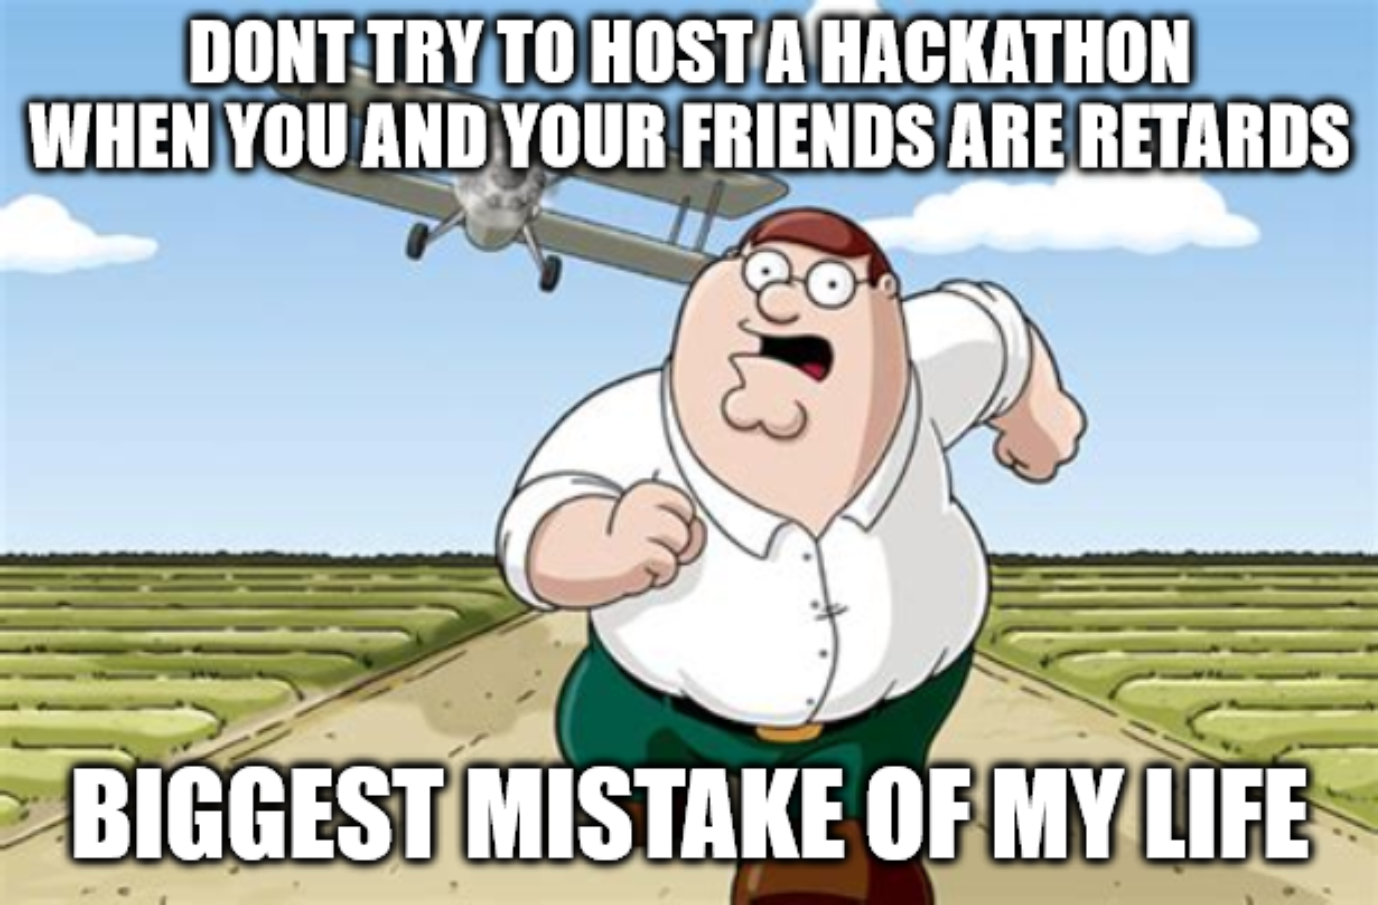 DONT TRY TO HOST A HACKATHON
WHEN YOU AND YOUR FRIENDS ARE RETARDS
BIGGEST MISTAKE OF MY LIFE